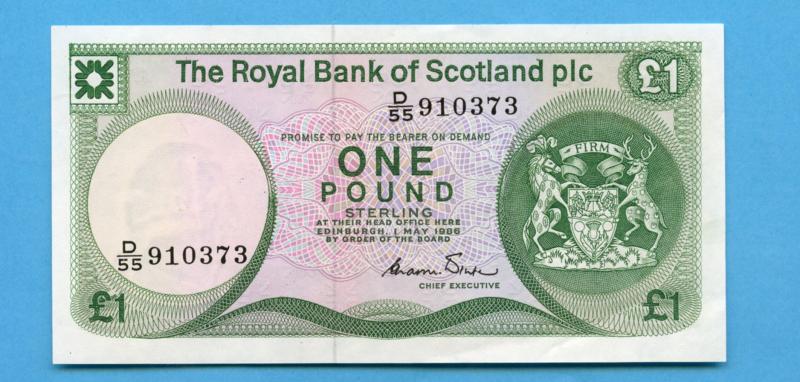 The Royal Bank of Scotland plc
£1
D/55 910373
PROMISE TO PAY THE BEARER ON DEMAND
ONE
POUND
STERLING
AT THEIR HEAD OFFICE HERE
EDINBURGH, 1 MAY 1986
BY ORDER OF THE BOARD
FIRM
D/55 910373
CHIEF EXECUTIVE
£1
£1